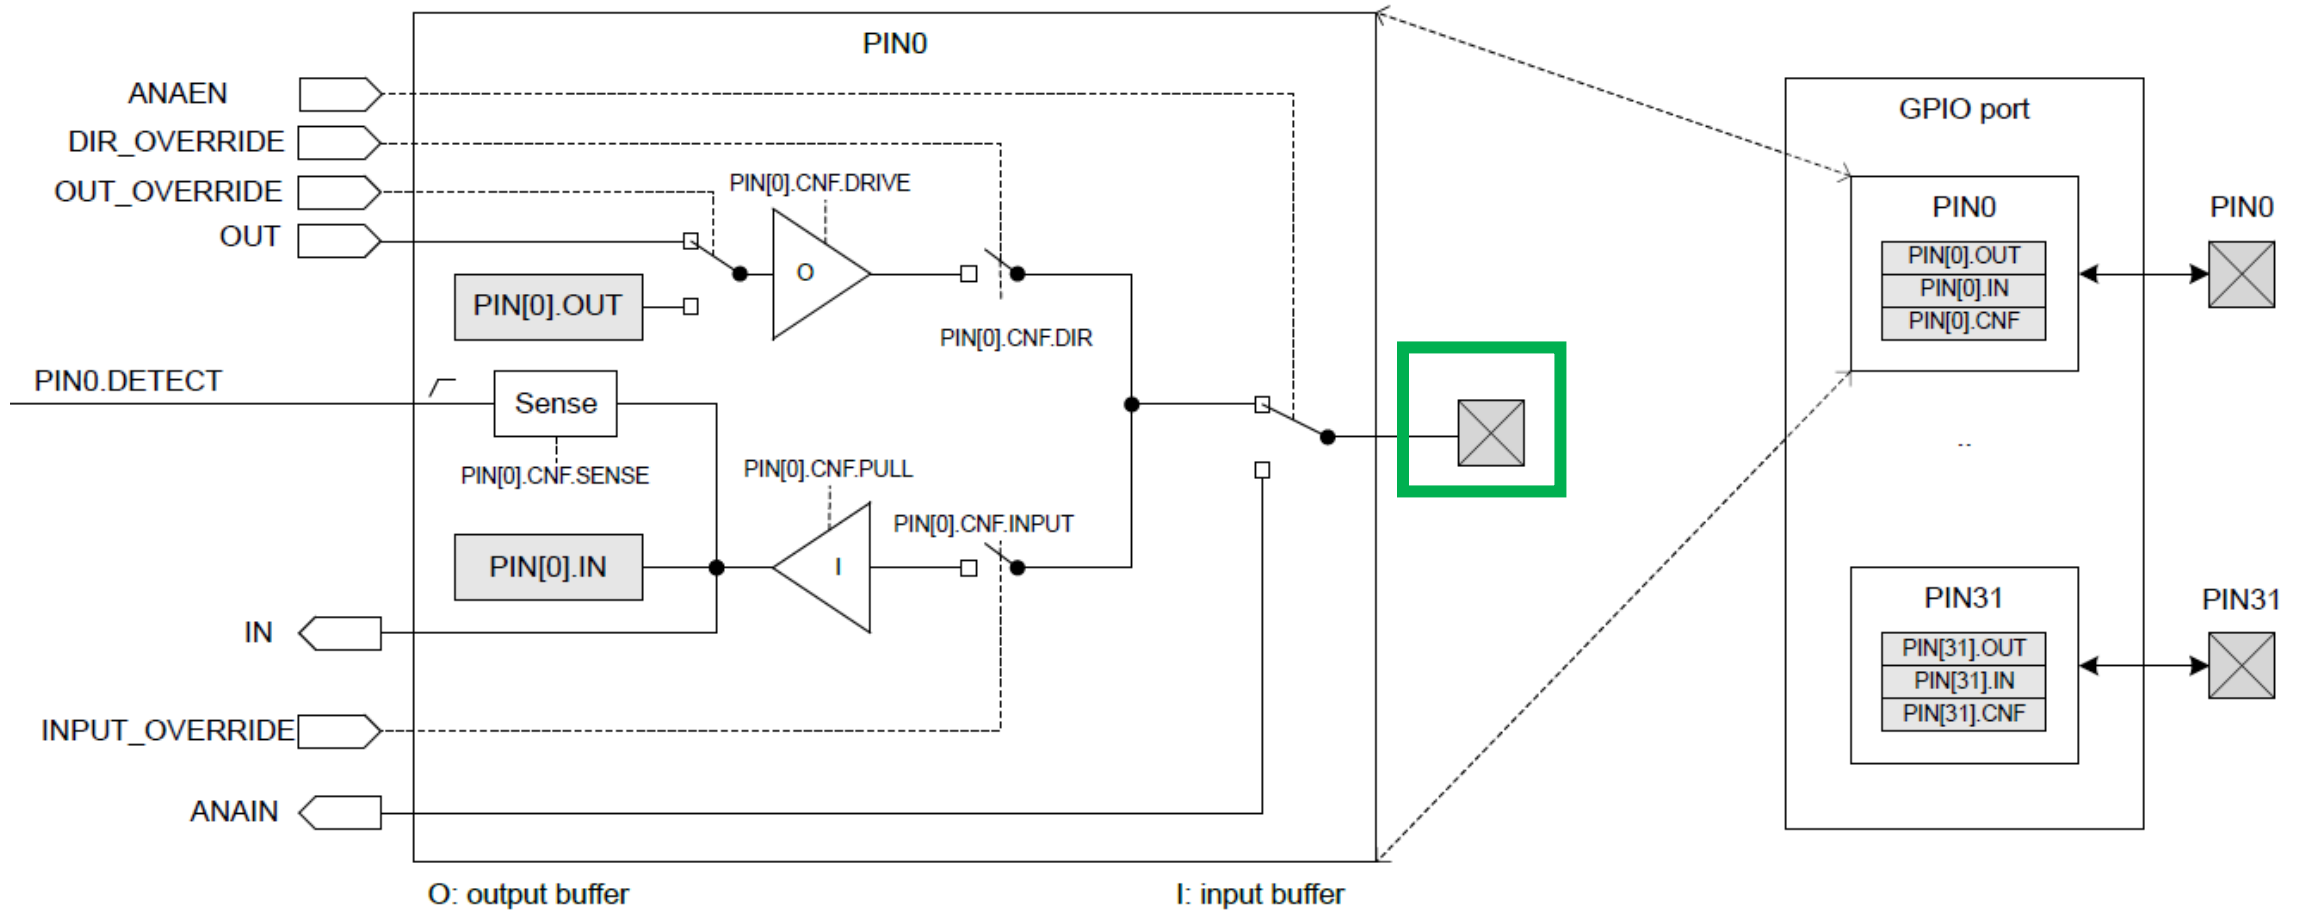 PIN0
ANAEN
DIR_OVERRIDE
OUT_OVERRIDE
OUT
PIN[0].CNF.DRIVE
O
PIN[0].OUT
PIN[0].CNF.DIR
PIN0.DETECT
Sense
PIN[0].CNF.SENSE
PIN[0].CNF.PULL
PIN[0].CNF.INPUT
PIN[0].IN
I
IN
INPUT_OVERRIDE
ANAIN
O: output buffer
I: input buffer
GPIO port
PIN0
PIN[0].OUT
PIN[0].IN
PIN[0].CNF
PIN0
..
PIN31
PIN[31].OUT
PIN[31].IN
PIN[31].CNF
PIN31